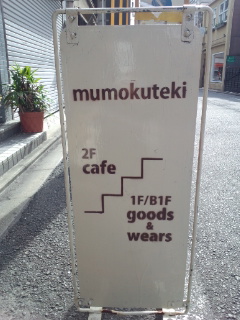 mumokuteki
2F
cafe
1F/B1F
goods
&
wears